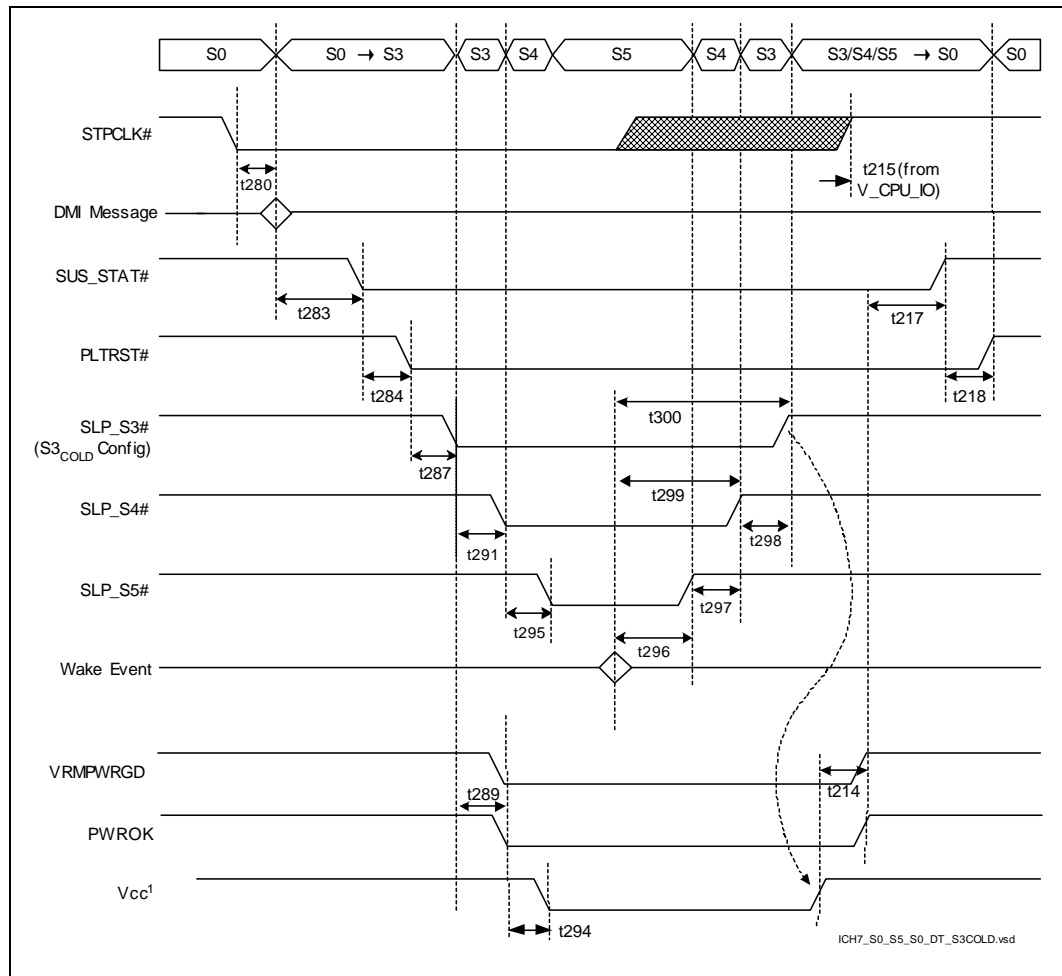 S0 S0 → S3 S3 S4 S5 S4 S3 S3/S4/S5 → S0 S0
STPCLK#
t280
t215(from
V_CPU_IO)
DMI Message
SUS_STAT#
t283
t217
PLTRST#
t284
t218
t300
SLP_S3#
(S3COLD Config)
t287
t299
SLP_S4#
t291
t298
SLP_S5#
t295
t297
t296
Wake Event
VRMPWRGD
t289
t214
PWROK
Vcc¹
t294
ICH7_S0_S5_S0_DT_S3COLD.vsd